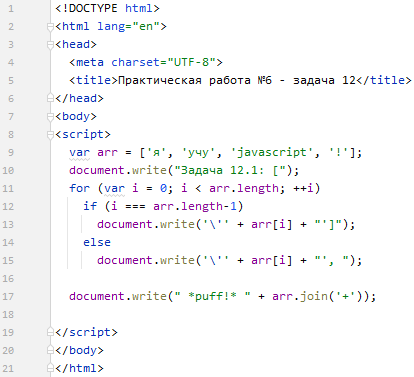 1 <!DOCTYPE html>
2 <html lang="en">
3 <head>
4 <meta charset="UTF-8">
5 <title>Практическая работа №6 - задача 12</title>
6 </head>
7 <body>
8 <script>
9 var arr = ['я', 'учу', 'javascript', '!'];
10 document.write("Задача 12.1: [");
11 for (var i = 0; i < arr.length; ++i)
12 if (i === arr.length-1)
13 document.write('\'' + arr[i] + "']");
14 else
15 document.write('\'' + arr[i] + "', ");
16
17 document.write(" *puff!* " + arr.join('+'));
18
19 </script>
20 </body>
21 </html>